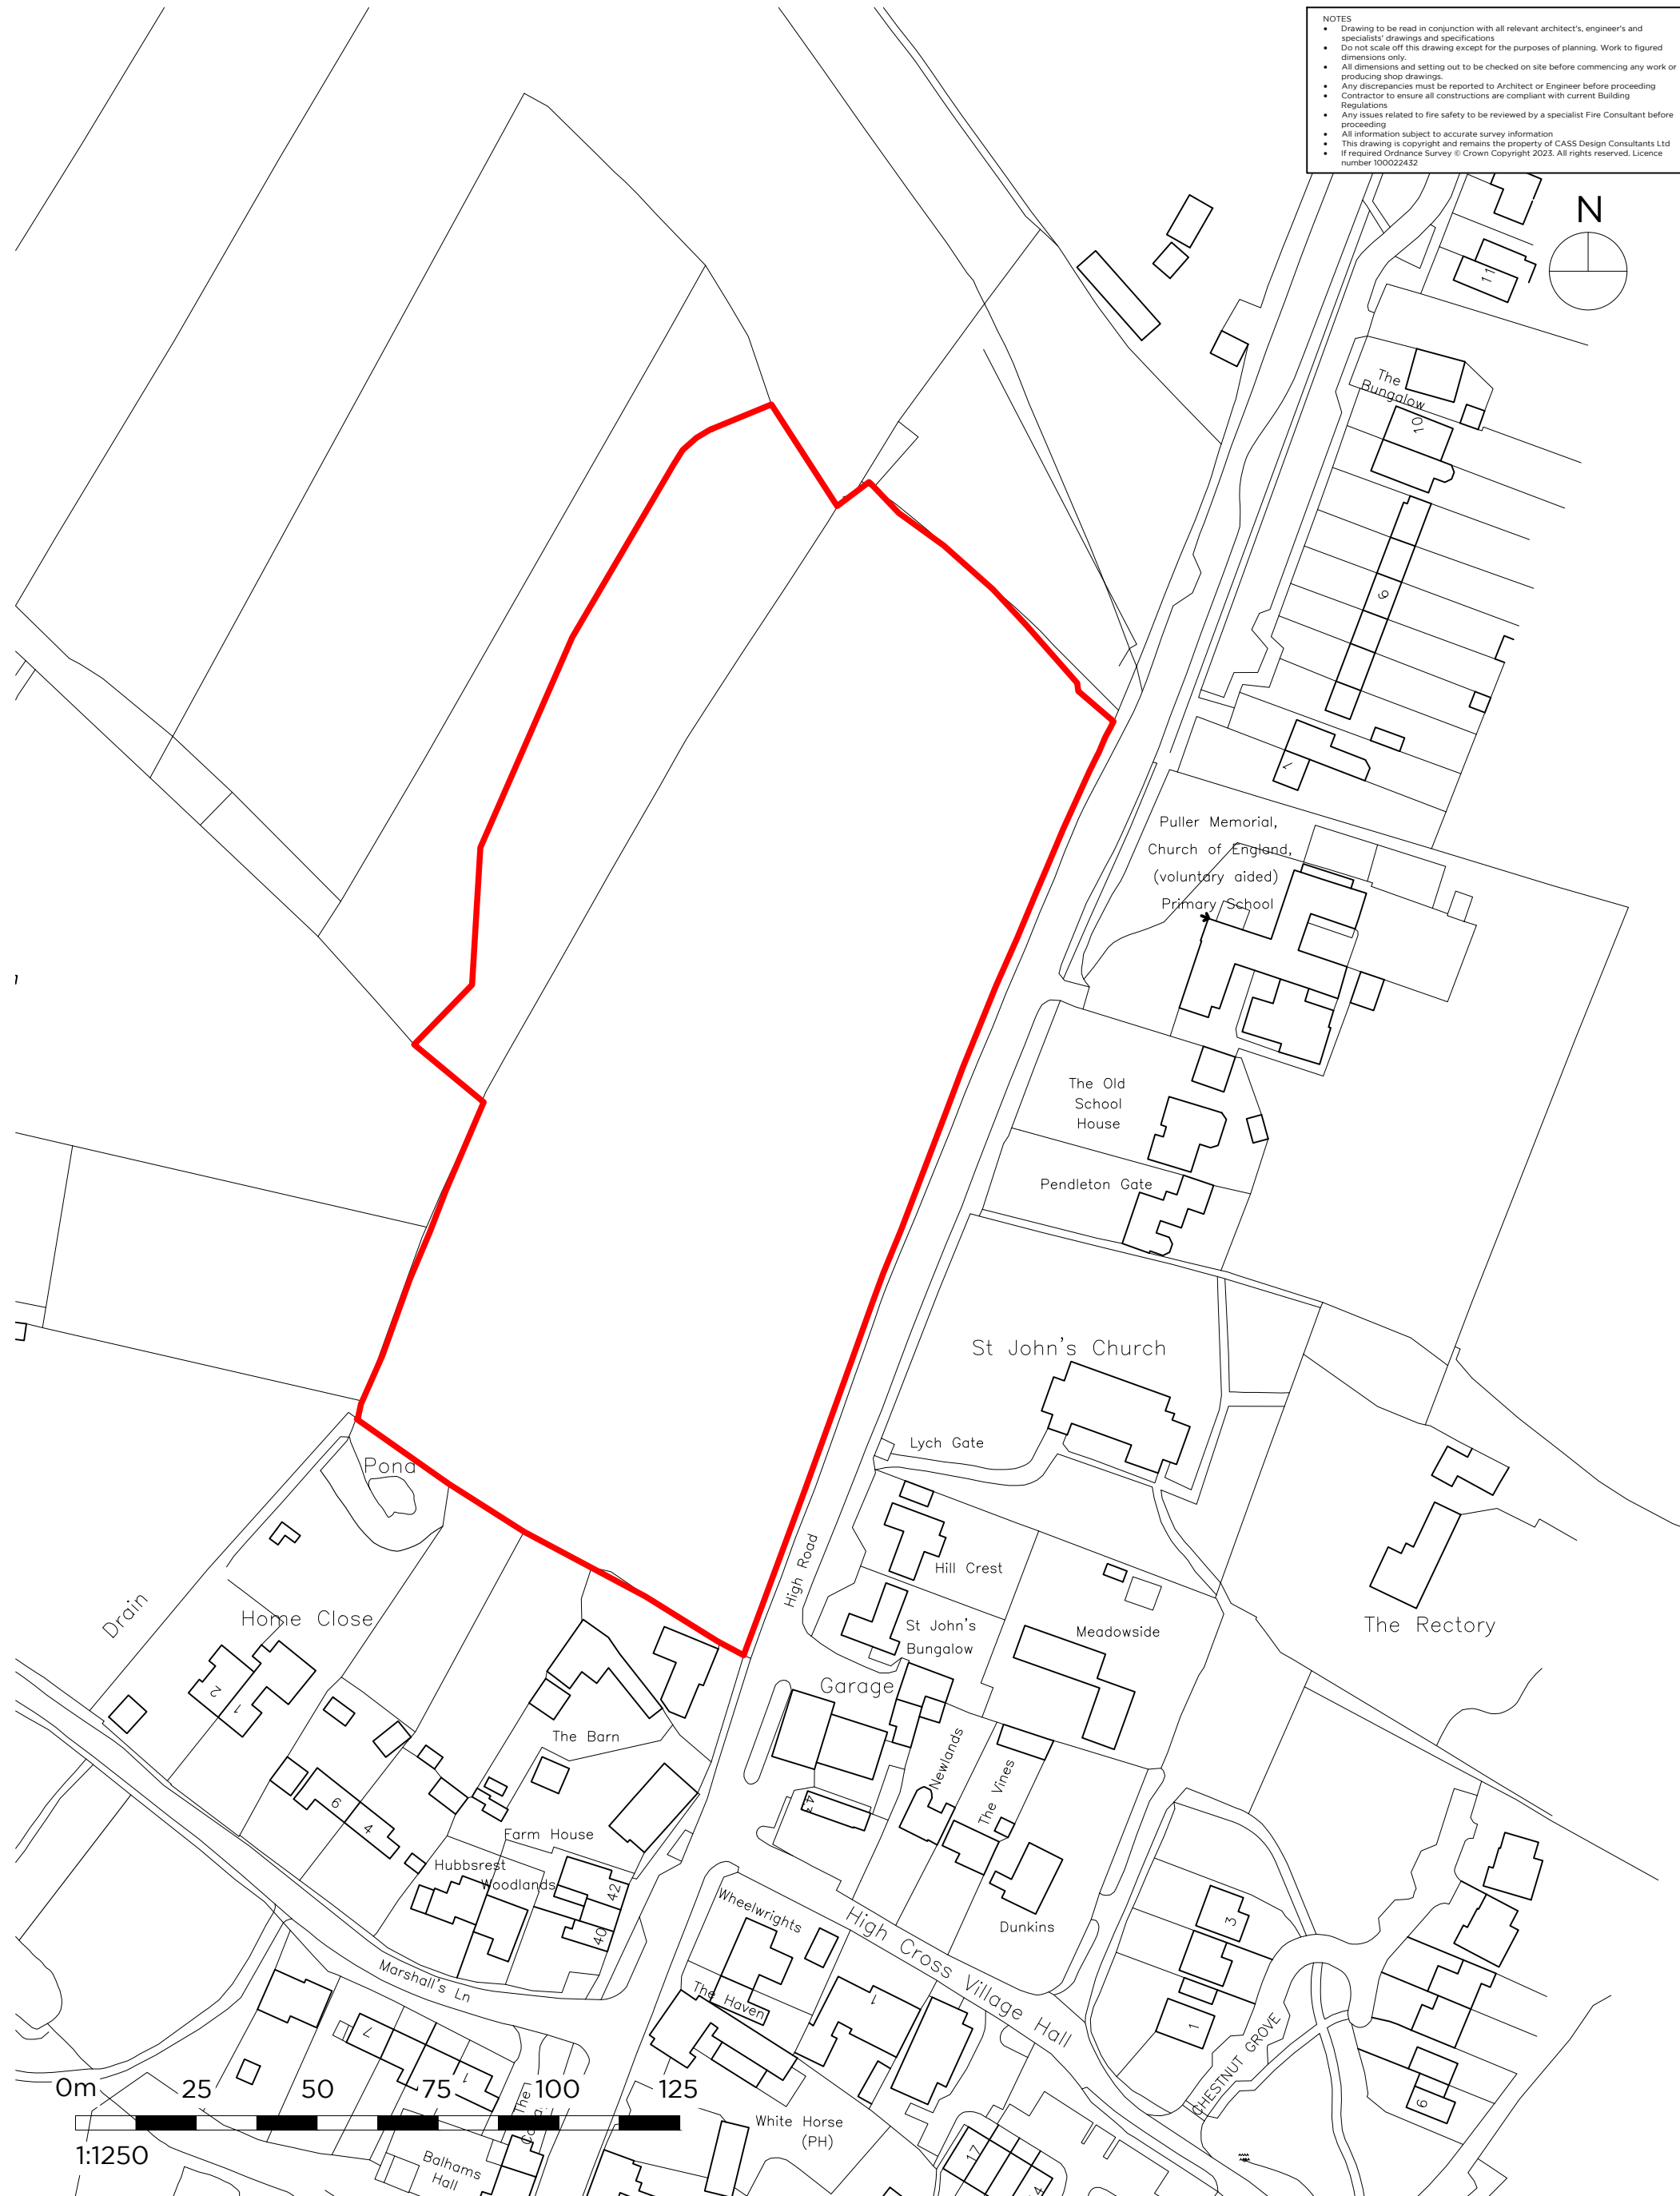 NOTES
• Drawing to be read in conjunction with all relevant architect's, engineer's and
specialists' drawings and specifications
• Do not scale off this drawing except for the purposes of planning. Work to figured
dimensions only.
• All dimensions and setting out to be checked on site before commencing any work or
producing shop drawings.
• Any discrepancies must be reported to Architect or Engineer before proceeding
• Contractor to ensure all constructions are compliant with current Building
Regulations
• Any issues related to fire safety to be reviewed by a specialist Fire Consultant before
proceeding
• All information subject to accurate survey information
• This drawing is copyright and remains the property of CASS Design Consultants Ltd
• If required Ordnance Survey © Crown Copyright 2023. All rights reserved. Licence
number 100022432
N
11
The
Bungalow
10
9
7
Puller Memorial,
Church of England,
(voluntary aided)
Primary School
The Old
School
House
Pendleton Gate
St John's Church
Lych Gate
Pond
High Road
Hill Crest
Drain
Home Close
St John's
Bungalow
Meadowside
The Rectory
Garage
2
1
The Barn
Newlands
The Vines
47
6
4
Farm House
Hubbsrest
Woodlands
42
40
Wheelwrights
High Cross Village Hall
Dunkins
3
Marshall's Ln
The Haven
1
1
CHESTNUT GROVE
7
1
The
6
0m 25 50 75 100 125
1:1250
White Horse
(PH)
Balhams
Hall
17